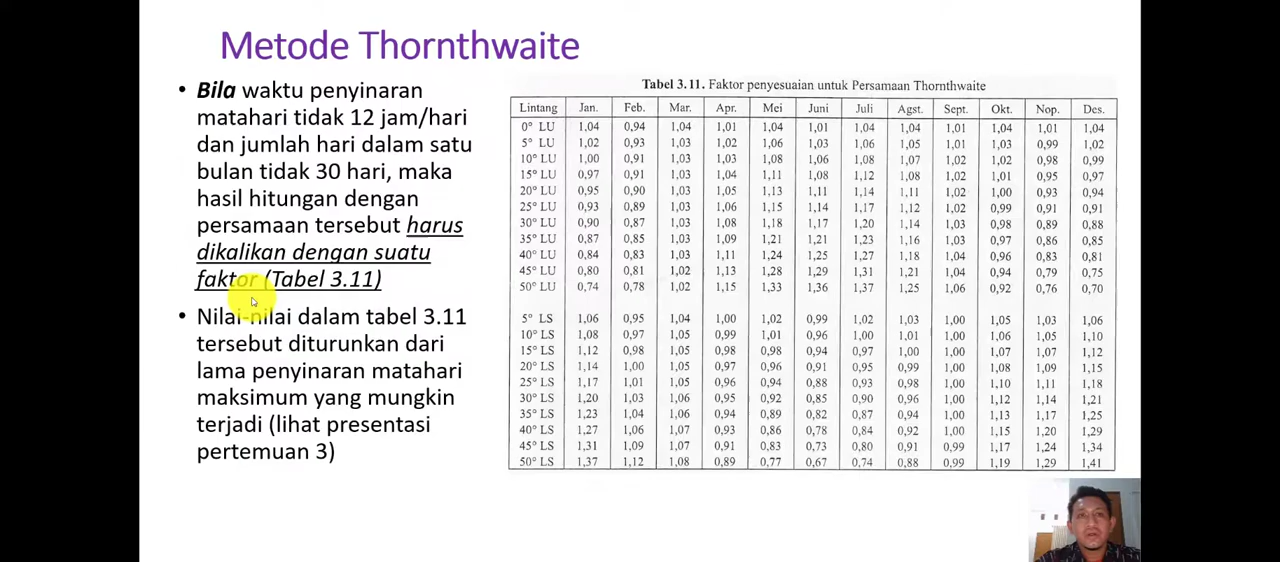 Metode Thornthwaite
• Bila waktu penyinaran
matahari tidak 12 jam/hari
dan jumlah hari dalam satu
bulan tidak 30 hari, maka
hasil hitungan dengan
persamaan tersebut harus
dikalikan dengan suatu
faktor (Tabel 3.11)
• Nilai-nilai dalam tabel 3.11
tersebut diturunkan dari
lama penyinaran matahari
maksimum yang mungkin
terjadi (lihat presentasi
pertemuan 3)
Tabel 3.11. Faktor penyesuaian untuk Persamaan Thornthwaite
Lintang Jan. Feb. Mar. Apr. Mei Juni Juli Agst. Sept. Okt. Nop. Des.
0° LU 1,04 0,94 1,04 1,01 1,04 1,01 1,04 1,04 1,01 1,04 1,01 1,04
5° LU 1,02 0,93 1,03 1,02 1,06 1,03 1,06 1,05 1,01 1,03 0,99 1,02
10° LU 1,00 0,91 1,03 1,03 1,08 1,06 1,08 1,07 1,02 1,02 0,98 0,99
15° LU 0,97 0,91 1,03 1,04 1,11 1,08 1,12 1,08 1,02 1,01 0,95 0,97
20° LU 0,95 0,90 1,03 1,05 1,13 1,11 1,14 1,11 1,02 1,00 0,93 0,94
25° LU 0,93 0,89 1,03 1,06 1,15 1,14 1,17 1,12 1,02 0,99 0,91 0,91
30° LU 0,90 0,87 1,03 1,08 1,18 1,17 1,20 1,14 1,03 0,98 0,89 0,88
35° LU 0,87 0,85 1,03 1,09 1,21 1,21 1,23 1,16 1,03 0,97 0,86 0,85
40° LU 0,84 0,83 1,03 1,11 1,24 1,25 1,27 1,18 1,04 0,96 0,83 0,81
45° LU 0,80 0,81 1,02 1,13 1,28 1,29 1,31 1,21 1,04 0,94 0,79 0,75
50° LU 0,74 0,78 1,02 1,15 1,33 1,36 1,37 1,25 1,06 0,92 0,76 0,70
5° LS 1,06 0,95 1,04 1,00 1,02 0,99 1,02 1,03 1,00 1,05 1,03 1,06
10° LS 1,08 0,97 1,05 0,99 1,01 0,96 1,00 1,01 1,00 1,06 1,05 1,10
15° LS 1,12 0,98 1,05 0,98 0,98 0,94 0,97 1,00 1,00 1,07 1,07 1,12
20° LS 1,14 1,00 1,05 0,97 0,96 0,91 0,95 0,99 1,00 1,08 1,09 1,15
25° LS 1,17 1,01 1,05 0,96 0,94 0,88 0,93 0,98 1,00 1,10 1,11 1,18
30° LS 1,20 1,03 1,06 0,95 0,92 0,85 0,90 0,96 1,00 1,12 1,14 1,21
35° LS 1,23 1,04 1,06 0,94 0,89 0,82 0,87 0,94 1,00 1,13 1,17 1,25
40° LS 1,27 1,06 1,07 0,93 0,86 0,78 0,84 0,92 1,00 1,15 1,20 1,29
45° LS 1,31 1,09 1,07 0,91 0,83 0,73 0,80 0,91 0,99 1,17 1,24 1,34
50° LS 1,37 1,12 1,08 0,89 0,77 0,67 0,74 0,88 0,99 1,19 1,29 1,41